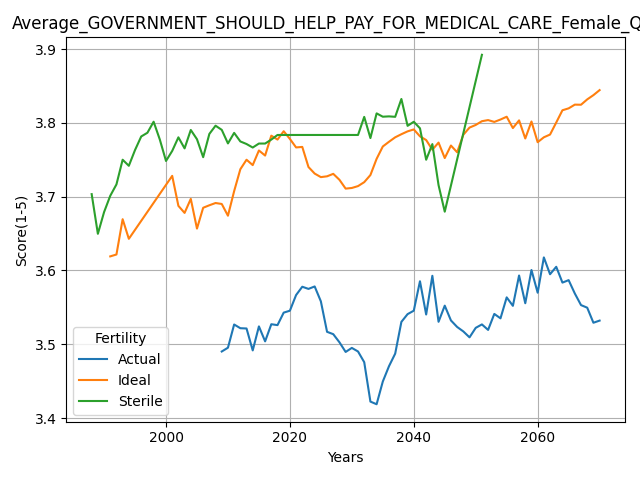 Average_GOVERNMENT_SHOULD_HELP_PAY_FOR_MEDICAL_CARE_Female_Q
3.9
3.8
3.7
3.6
3.5
3.4
Score(1-5)
Fertility
Actual
Ideal
Sterile
2000
2020
2040
2060
Years